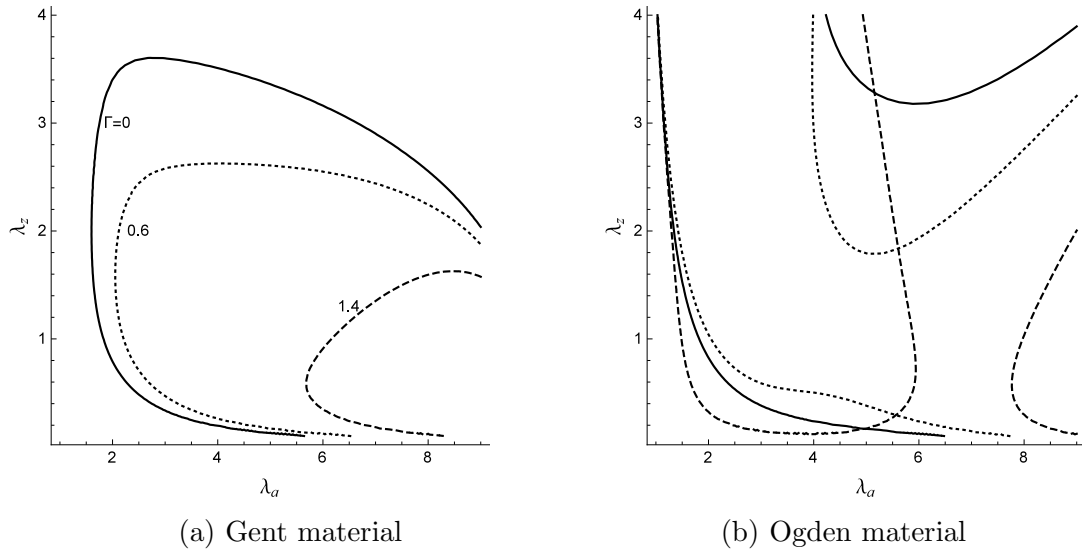 4
3
2
1
λz
Γ=0
0.6
1.4
2 4 6 8
λa
(a) Gent material
4
3
2
1
λz
2 4 6 8
λa
(b) Ogden material